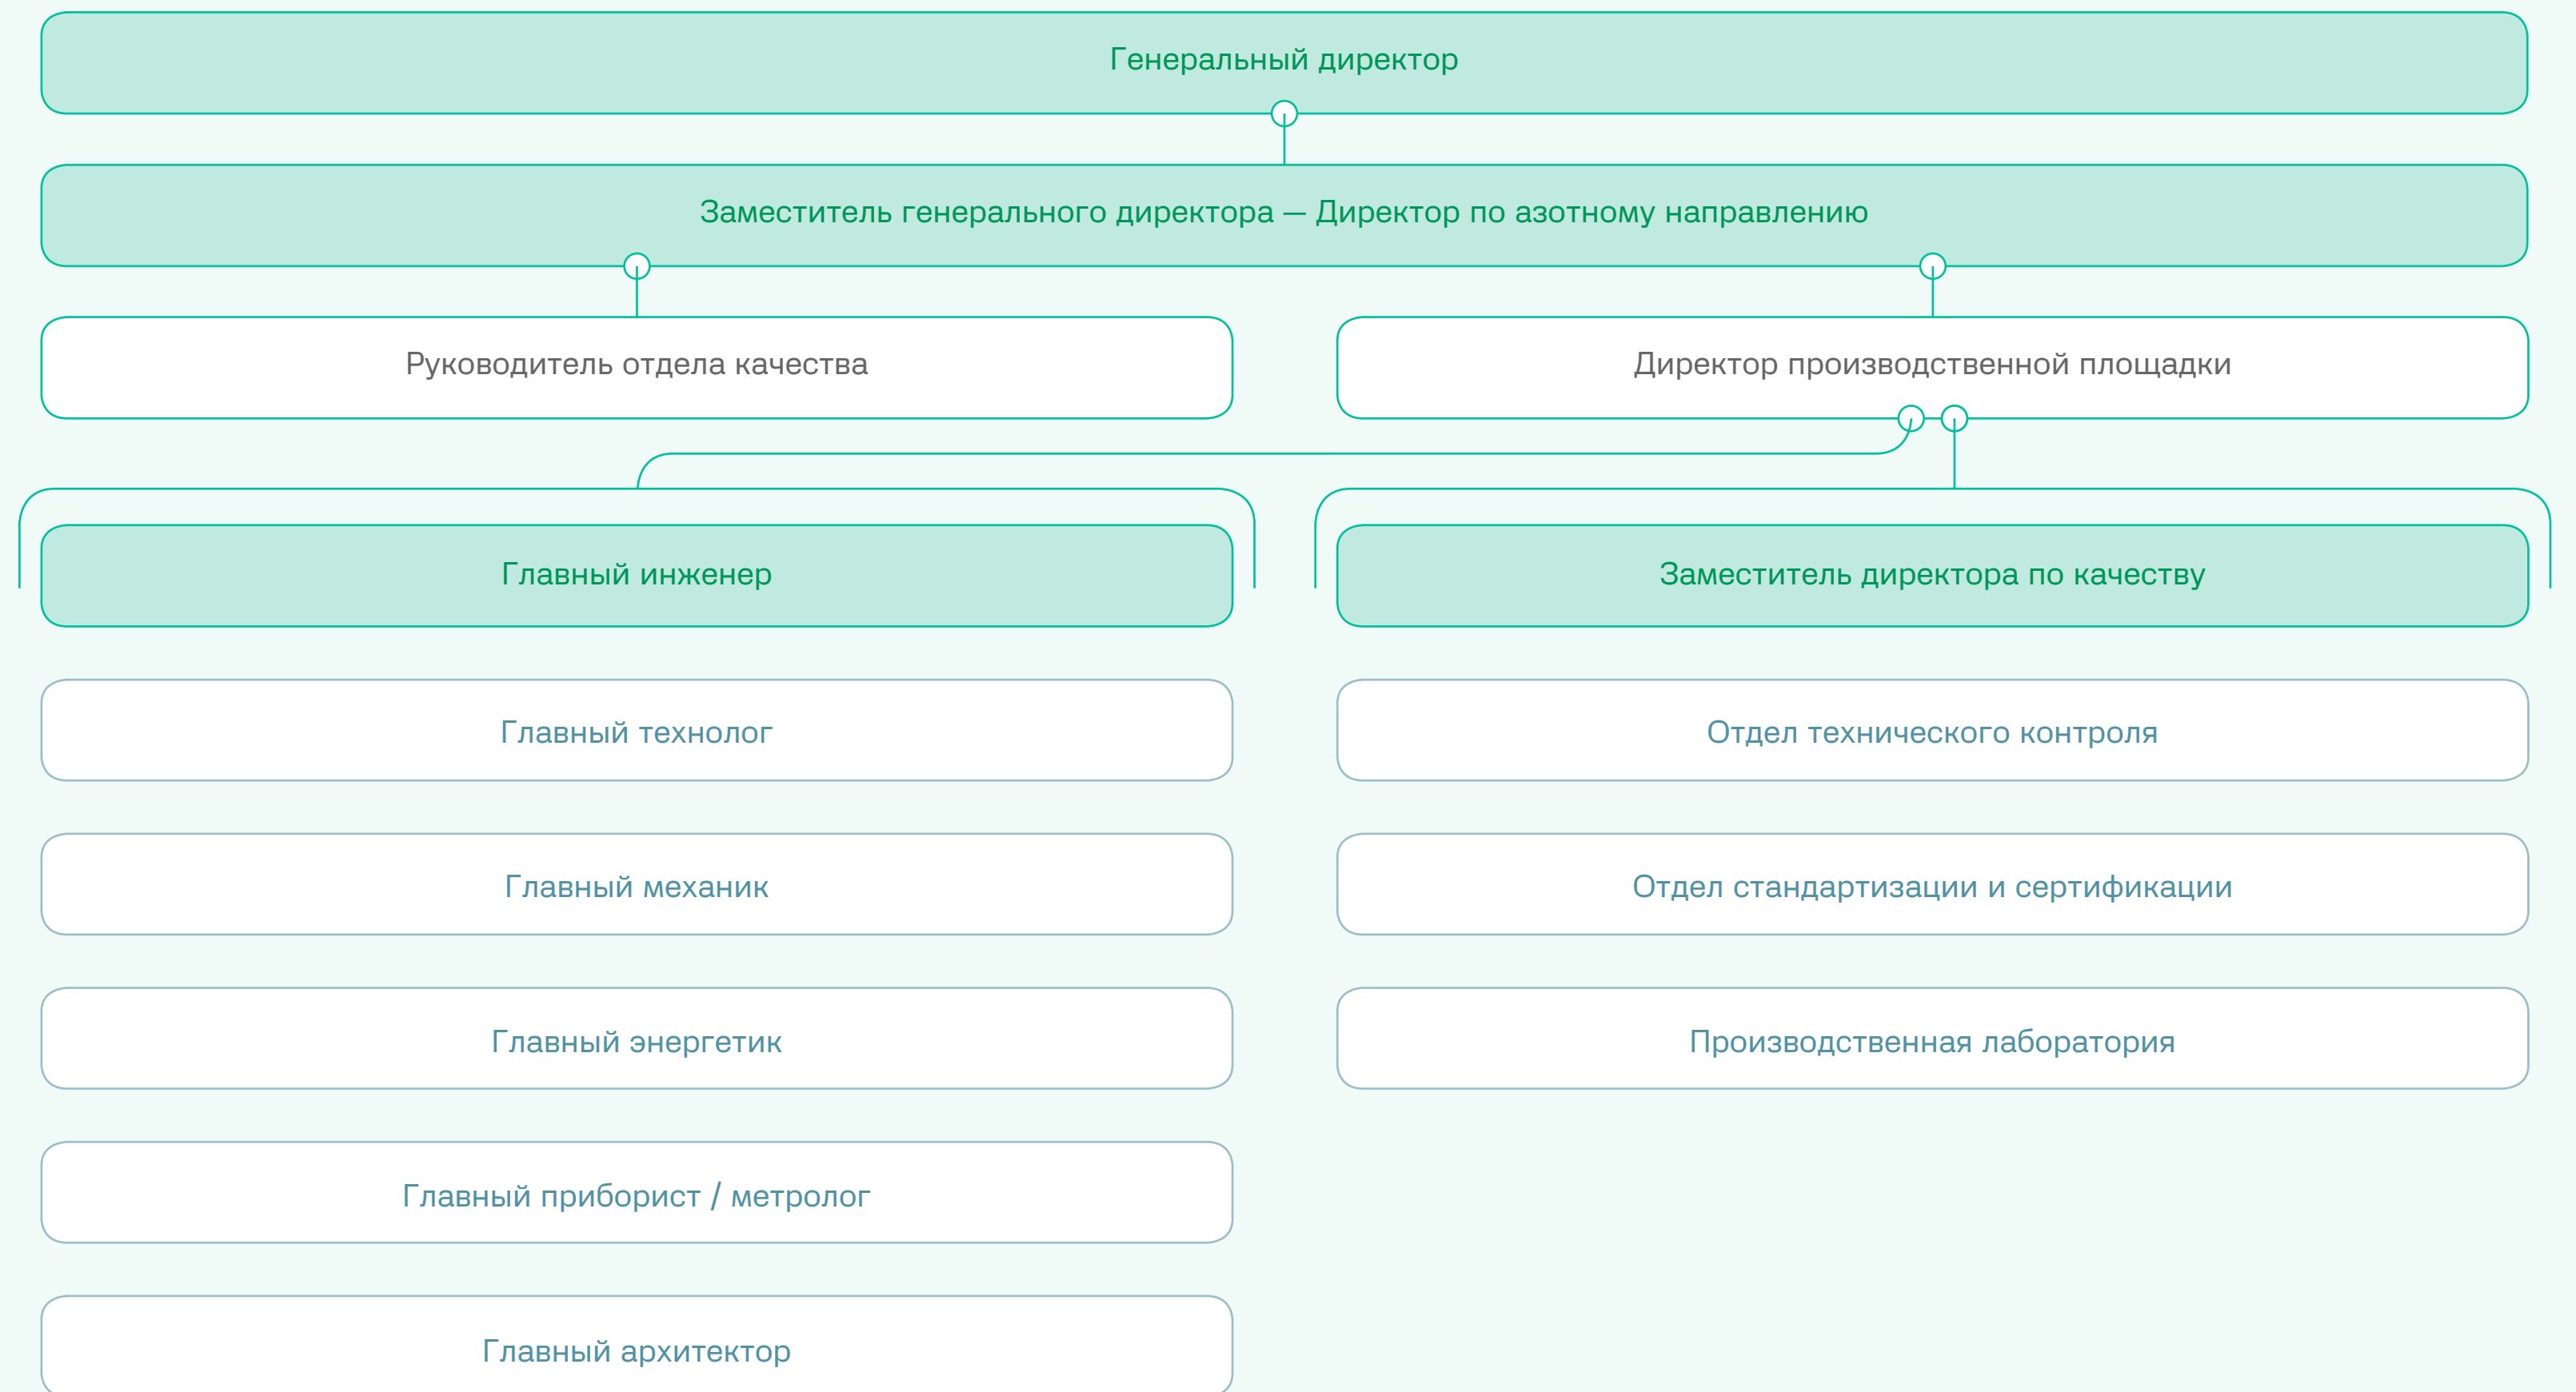 Генеральный директор
Заместитель генерального директора — Директор по азотному направлению
Руководитель отдела качества
Директор производственной площадки
Главный инженер
Заместитель директора по качеству
Главный технолог
Отдел технического контроля
Главный механик
Отдел стандартизации и сертификации
Главный энергетик
Производственная лаборатория
Главный приборист / метролог
Главный архитектор